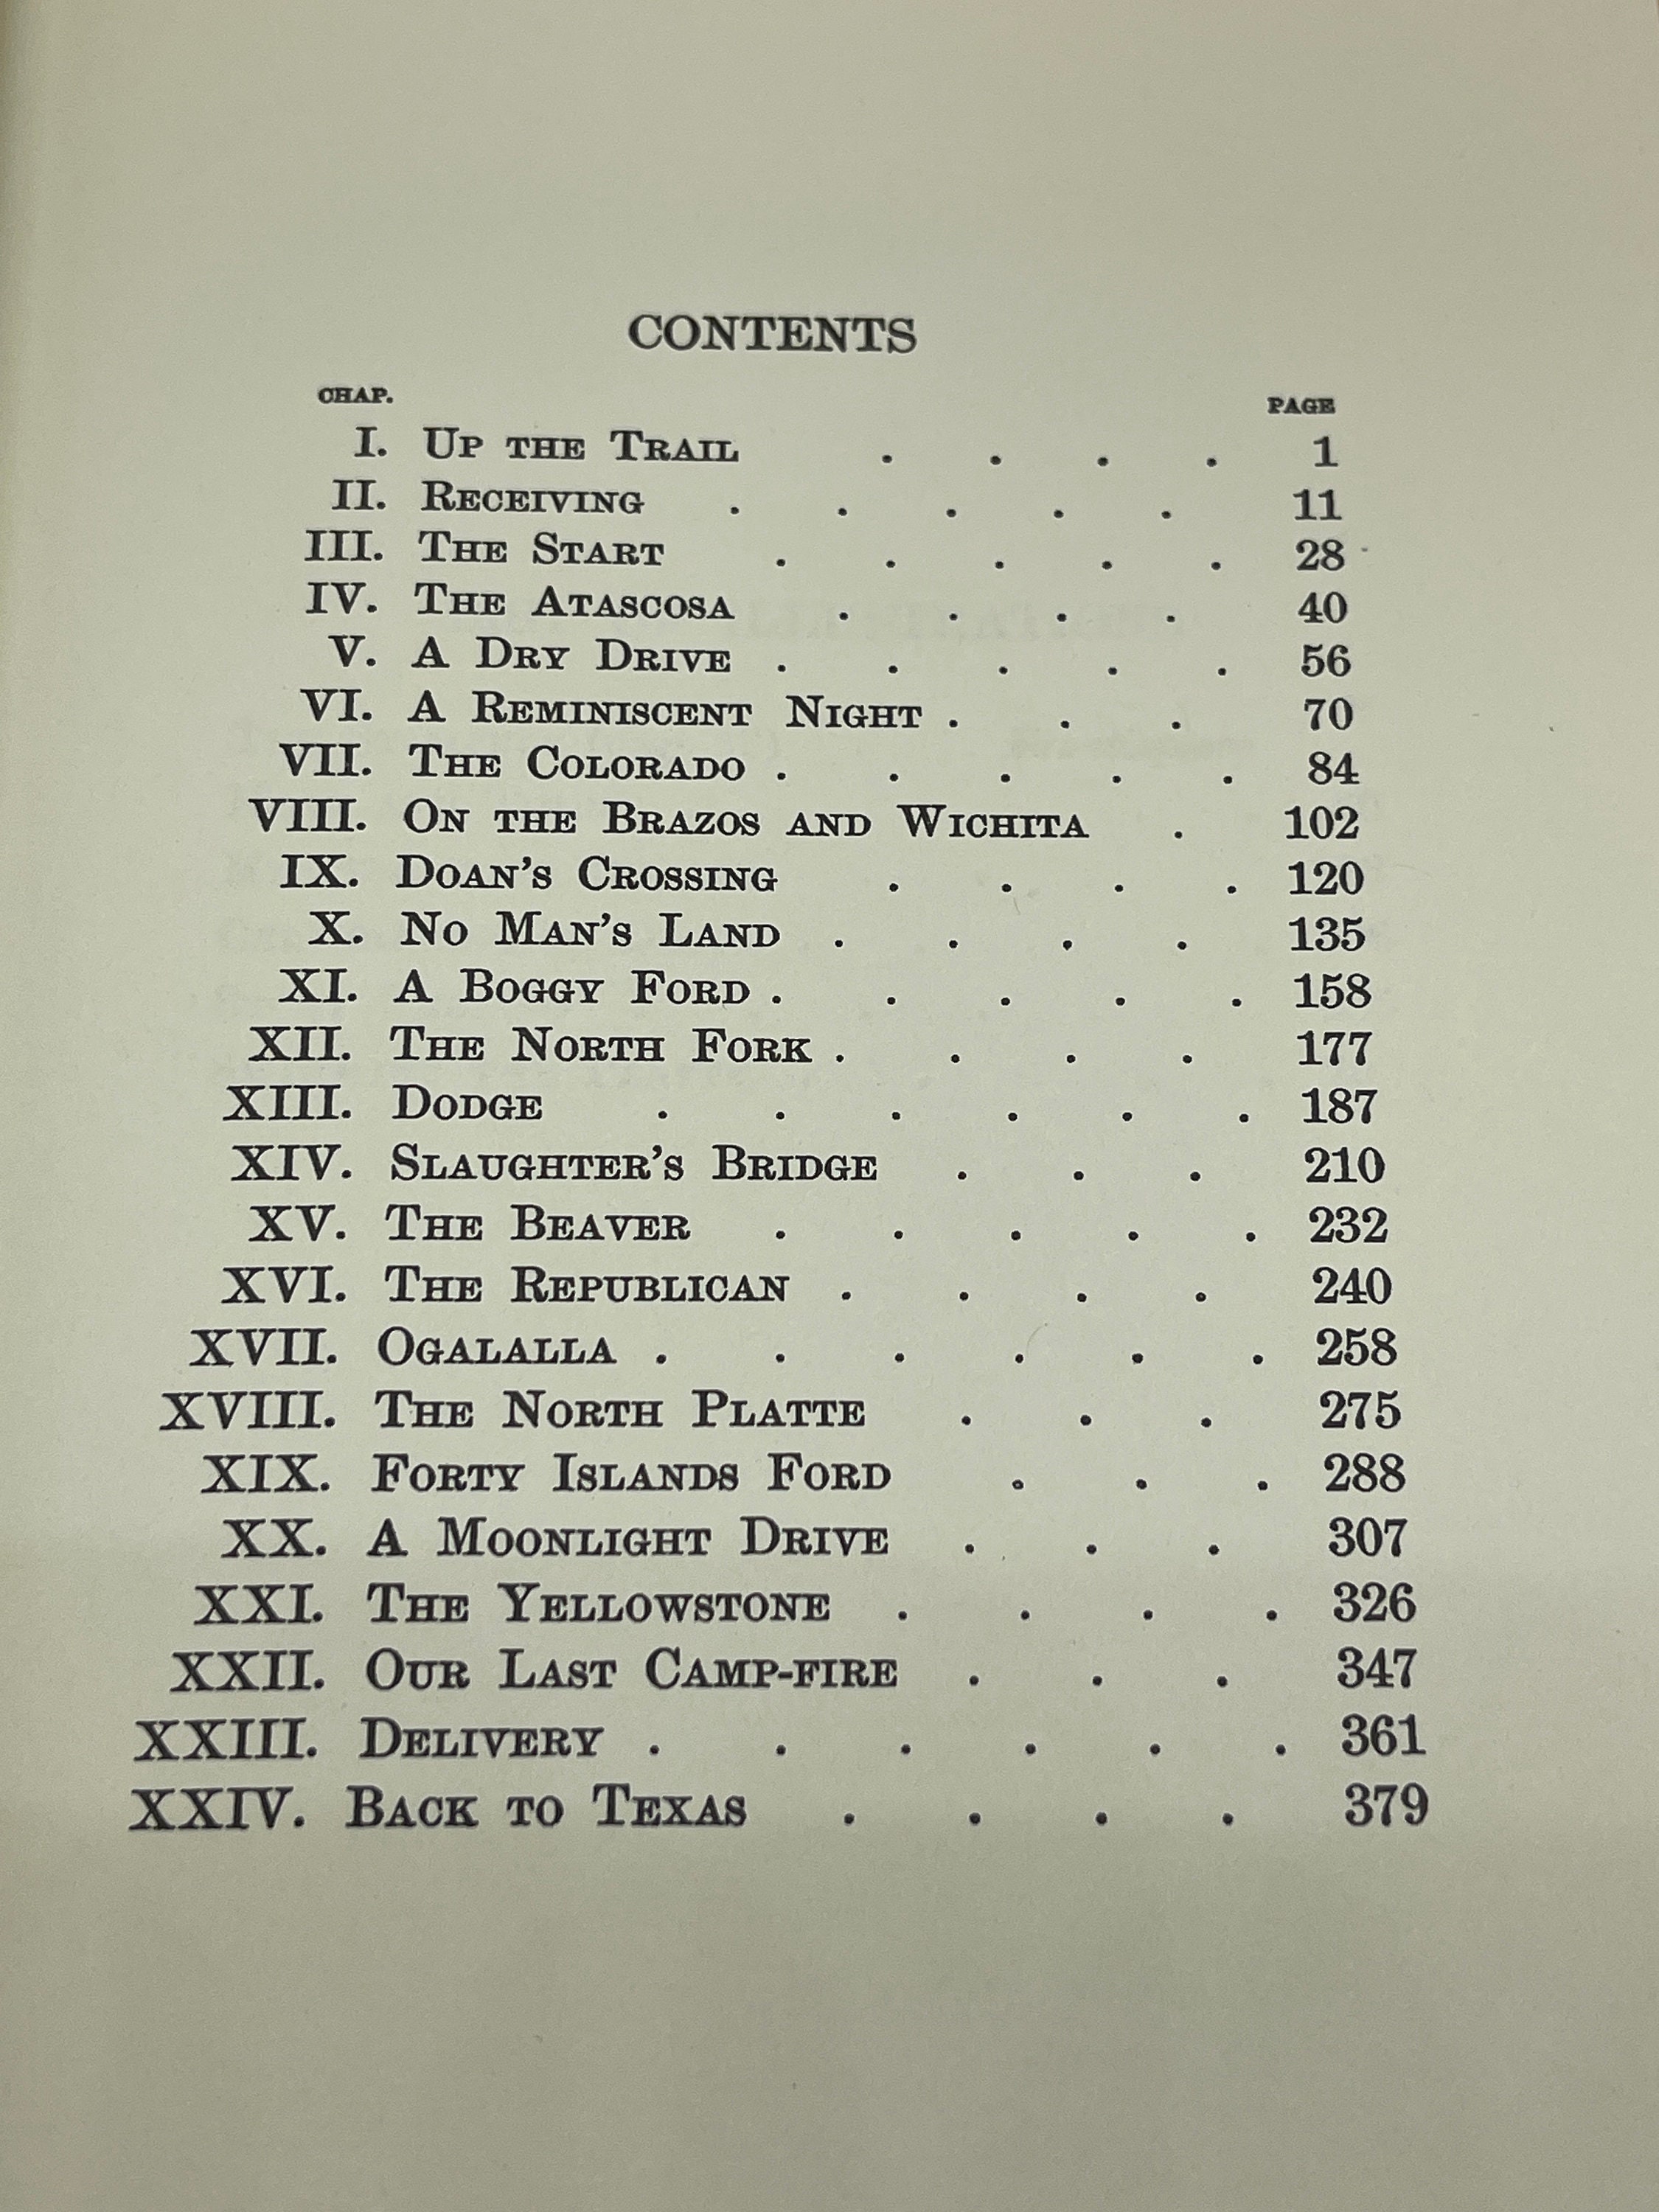 CONTENTS
CHAP. PAGE
I. UP THE TRAIL . . . . 1
II. RECEIVING . . . . . 11
III. THE START . . . . . 28
IV. THE ATASCOSA . . . . 40
V. A DRY DRIVE . . . . . 56
VI. A REMINISCENT NIGHT . . . 70
VII. THE COLORADO . . . . . 84
VIII. ON THE BRAZOS AND WICHITA . 102
IX. DOAN'S CROSSING . . . . 120
X. NO MAN'S LAND . . . . 135
XI. A BOGGY FORD . . . . . 158
XII. THE NORTH FORK . . . . 177
XIII. DODGE . . . . . . 187
XIV. SLAUGHTER'S BRIDGE . . . 210
XV. THE BEAVER . . . . . 232
XVI. THE REPUBLICAN . . . . 240
XVII. OGALALLA . . . . . . 258
XVIII. THE NORTH PLATTE . . . 275
XIX. FORTY ISLANDS FORD . . . 288
XX. A MOONLIGHT DRIVE . . . 307
XXI. THE YELLOWSTONE . . . . 326
XXII. OUR LAST CAMP-FIRE . . . 347
XXIII. DELIVERY . . . . . . 361
XXIV. BACK TO TEXAS . . . . 379